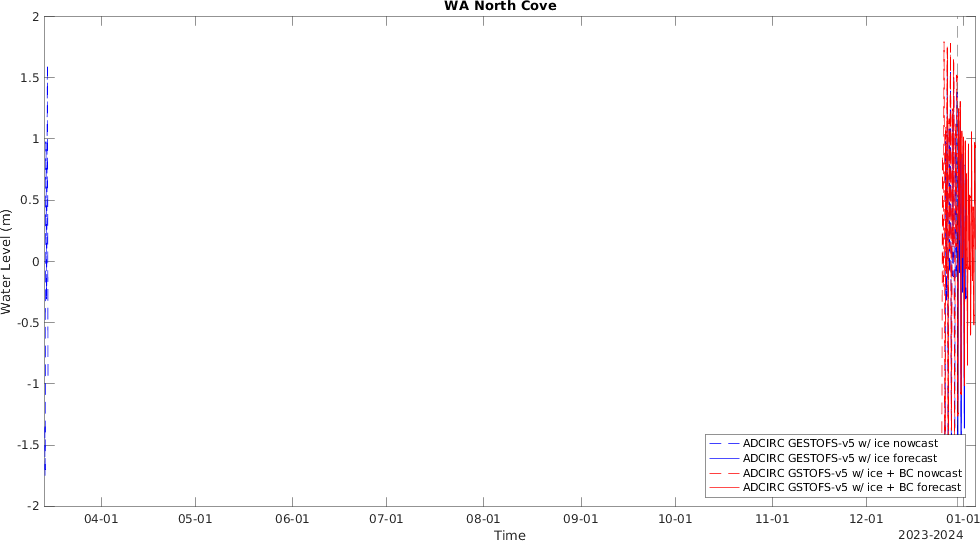 WA North Cove
2
1.5
1
0.5
0
-0.5
-1
-1.5
-2
Water Level (m)
04-01 05-01 06-01 07-01 08-01 09-01 10-01 11-01 12-01 01-01
Time
2023-2024
ADCIRC GESTOFS-v5 w/ ice nowcast
ADCIRC GESTOFS-v5 w/ ice forecast
ADCIRC GSTOFS-v5 w/ ice + BC nowcast
ADCIRC GSTOFS-v5 w/ ice + BC forecast